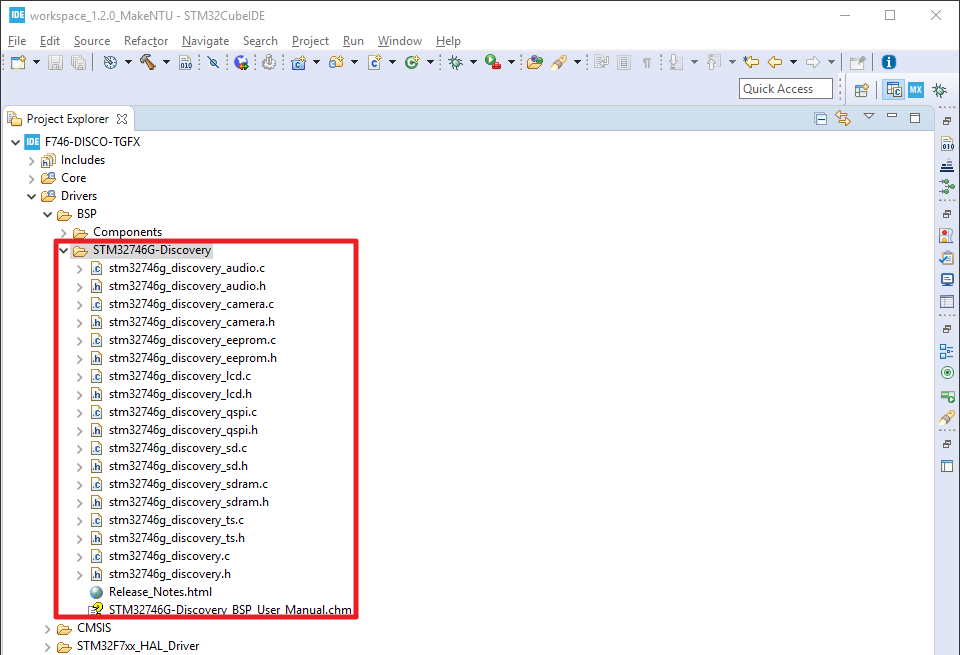 IDE workspace_1.2.0_MakeNTU - STM32CubeIDE
File Edit Source Refactor Navigate Search Project Run Window Help
010
Quick Access MX
Project Explorer
IDE F746-DISCO-TGFX
Includes
Core
Drivers
BSP
Components
STM32746G-Discovery
.c stm32746g_discovery_audio.c
.h stm32746g_discovery_audio.h
.c stm32746g_discovery_camera.c
.h stm32746g_discovery_camera.h
.c stm32746g_discovery_eeprom.c
.h stm32746g_discovery_eeprom.h
.c stm32746g_discovery_lcd.c
.h stm32746g_discovery_lcd.h
.c stm32746g_discovery_qspi.c
.h stm32746g_discovery_qspi.h
.c stm32746g_discovery_sd.c
.h stm32746g_discovery_sd.h
.c stm32746g_discovery_sdram.c
.h stm32746g_discovery_sdram.h
.c stm32746g_discovery_ts.c
.h stm32746g_discovery_ts.h
.c stm32746g_discovery.c
.h stm32746g_discovery.h
Release_Notes.html
STM32746G-Discovery_BSP_User_Manual.chm
CMSIS
STM32F7xx_HAL_Driver
010